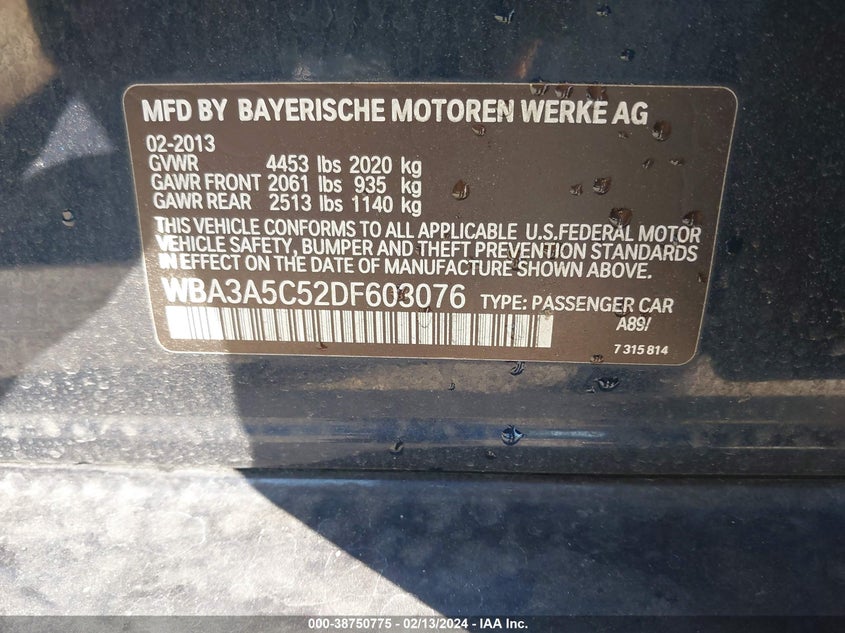 MFD BY BAYERISCHE MOTOREN WERKE AG
02-2013
GVWR 4453 lbs 2020 kg
GAWR FRONT 2061 lbs 935 kg
GAWR REAR 2513 lbs 1140 kg
THIS VEHICLE CONFORMS TO ALL APPLICABLE U.S.FEDERAL MOTOR
VEHICLE SAFETY, BUMPER AND THEFT PREVENTION STANDARDS
IN EFFECT ON THE DATE OF MANUFACTURE SHOWN ABOVE.
WBA3A5C52DF603076 TYPE: PASSENGER CAR
A89/
7 315 814
000-38750775 - 02/13/2024 - IAA Inc.